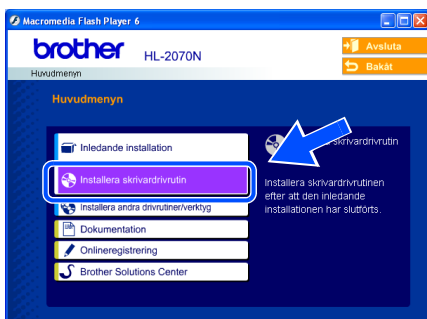 Macromedia Flash Player 6
brother HL-2070N
Avsluta
Bakåt
Huvudmenyn
Huvudmenyn
Inledande installation
Installera skrivardrivrutin
Installera andra drivrutiner/verktyg
Dokumentation
Onlineregistrering
Brother Solutions Center
skrivardrivrutin
Installera skrivardrivrutinen
efter att den inledande
installationen har slutförts.